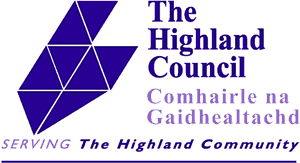 The
Highland
Council
Comhairle na
Gaidhealtachd
SERVING The Highland Community